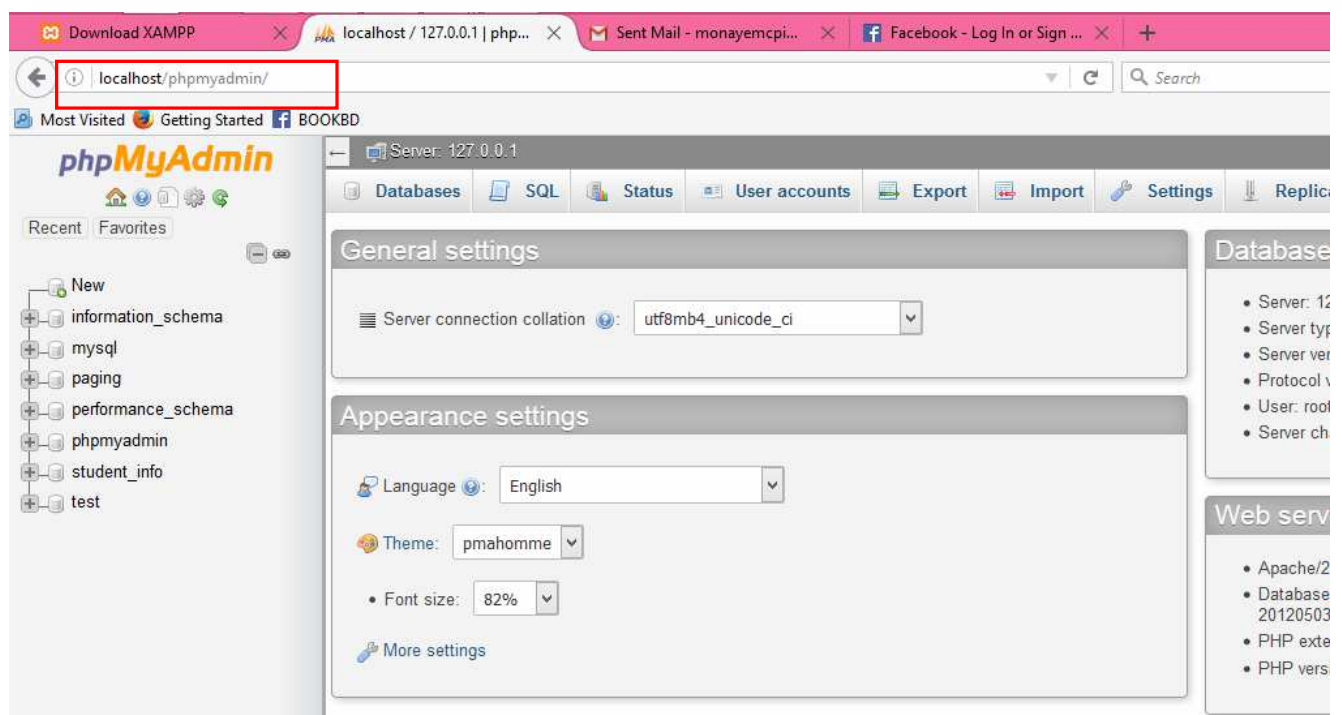 Download XAMPP localhost / 127.0.0.1 | php... Sent Mail - monayemcpi... Facebook - Log In or Sign ...
localhost/phpmyadmin/ Search
Most Visited Getting Started BOOKBD
phpMyAdmin
Recent Favorites
New
information_schema
mysql
paging
performance_schema
phpmyadmin
student_info
test
Server: 127.0.0.1
Databases SQL Status User accounts Export Import Settings Replica
General settings
Server connection collation : utf8mb4_unicode_ci
Appearance settings
Language : English
Theme: pmahomme
• Font size: 82%
More settings
Database
• Server: 12
• Server typ
• Server ver
• Protocol v
• User: root
• Server cha
Web serv
• Apache/2
• Database
20120503
• PHP exte
• PHP vers